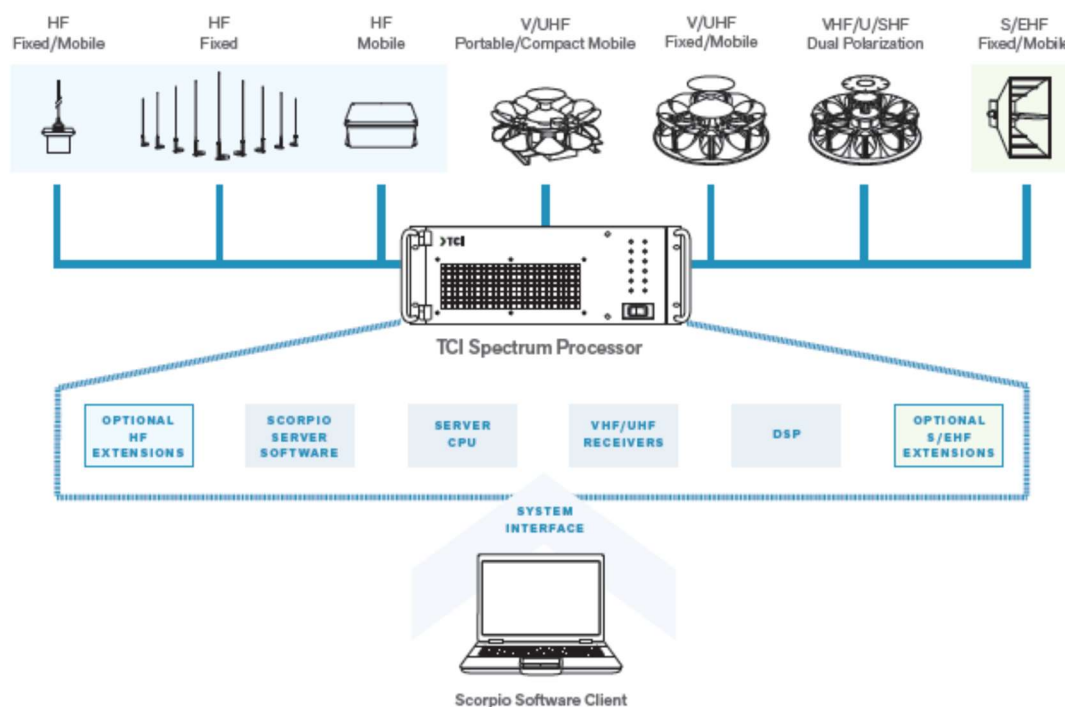 HF
Fixed/Mobile
HF
Fixed
HF
Mobile
V/UHF
Portable/Compact Mobile
V/UHF
Fixed/Mobile
VHF/U/SHF
Dual Polarization
S/EHF
Fixed/Mobile
TCI
TCI Spectrum Processor
OPTIONAL
HF
EXTENSIONS
SCORPIO
SERVER
SOFTWARE
SERVER
CPU
VHF/UHF
RECEIVERS
DSP
OPTIONAL
S/EHF
EXTENSIONS
SYSTEM
INTERFACE
Scorpio Software Client